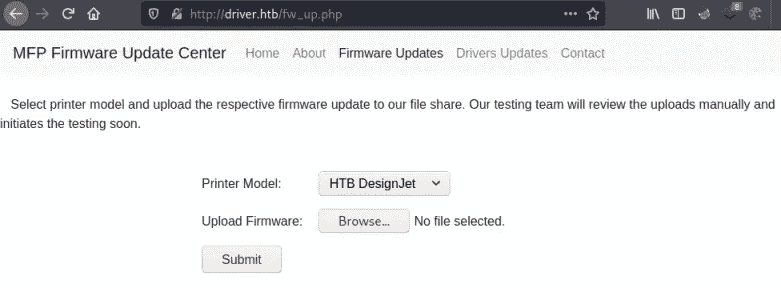 http://driver.htb/fw_up.php
8
MFP Firmware Update Center Home About Firmware Updates Drivers Updates Contact
Select printer model and upload the respective firmware update to our file share. Our testing team will review the uploads manually and
initiates the testing soon.
Printer Model: HTB DesignJet
Upload Firmware: Browse... No file selected.
Submit